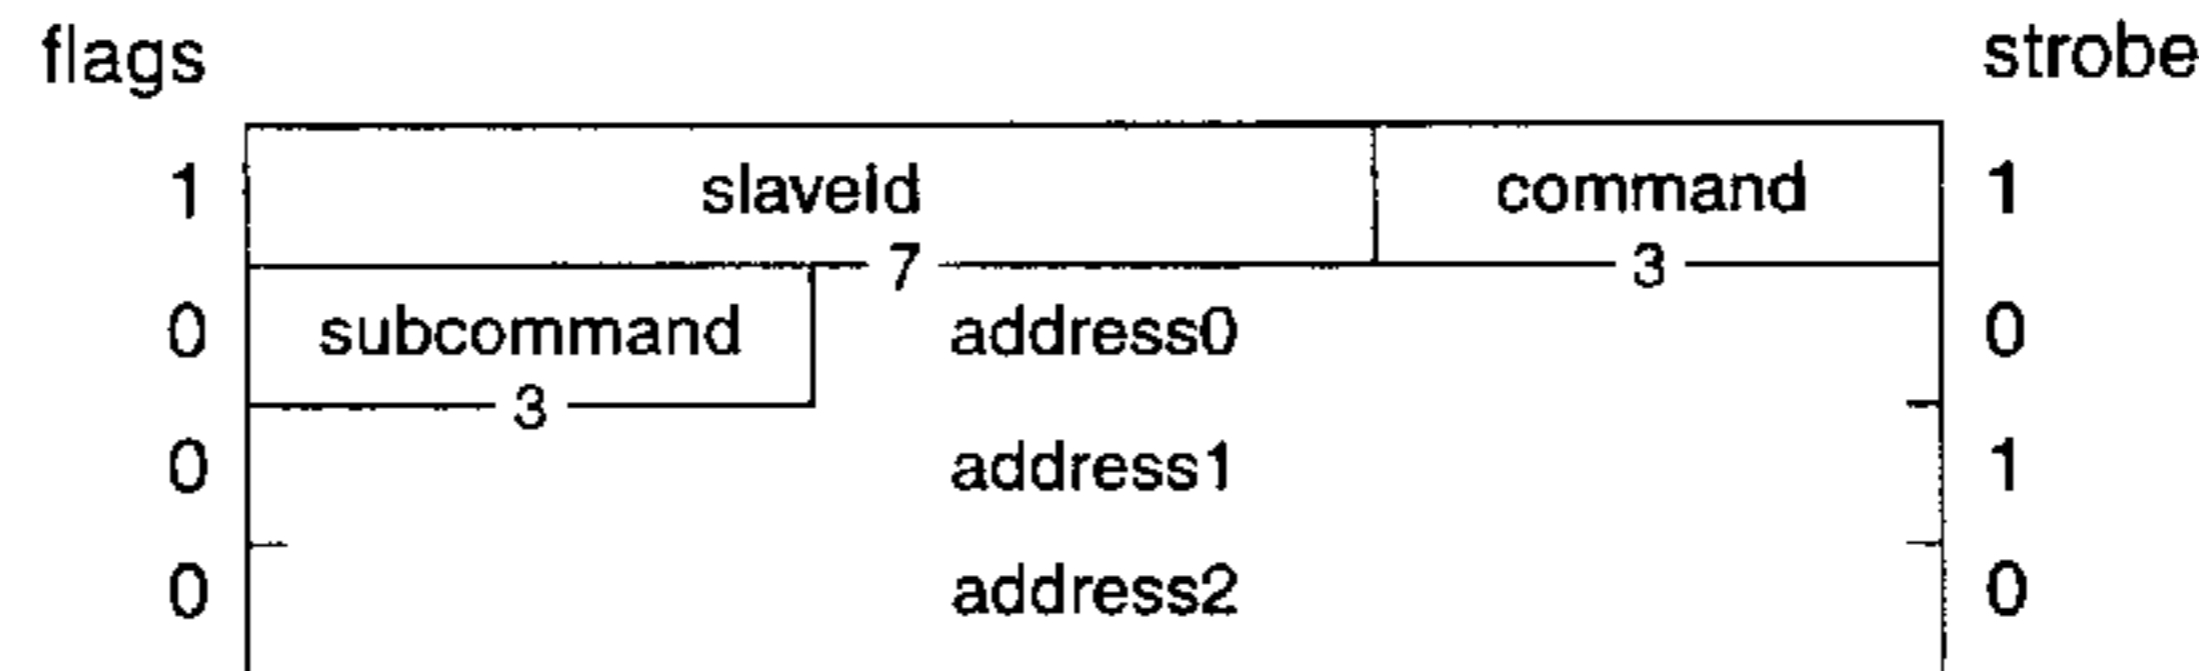 flags strobe
1 slaveId command 1
7 3
0 subcommand address0 0
3
0 address1 1
0 address2 0